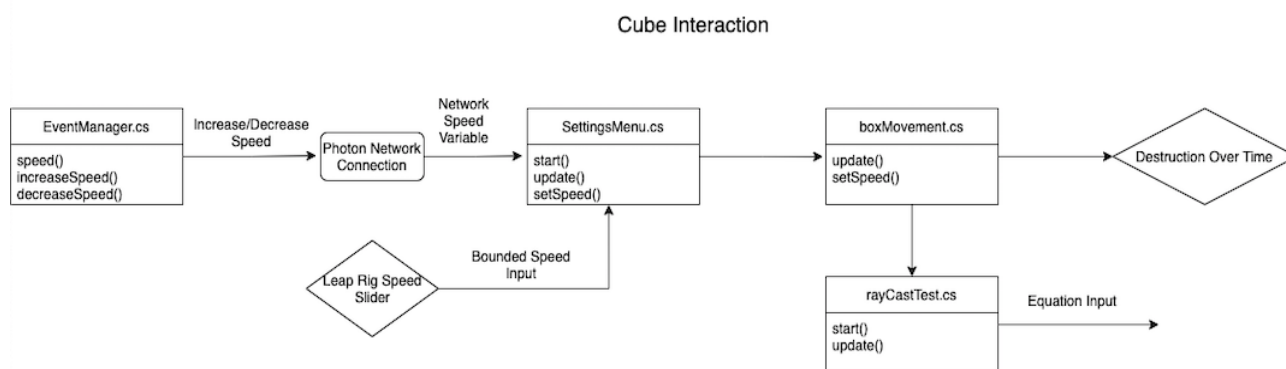 Cube Interaction
EventManager.cs
speed()
increaseSpeed()
decreaseSpeed()
Increase/Decrease
Speed
Photon Network
Connection
Network
Speed
Variable
SettingsMenu.cs
start()
update()
setSpeed()
boxMovement.cs
update()
setSpeed()
Destruction Over Time
Leap Rig Speed
Slider
Bounded Speed
Input
rayCastTest.cs
start()
update()
Equation Input